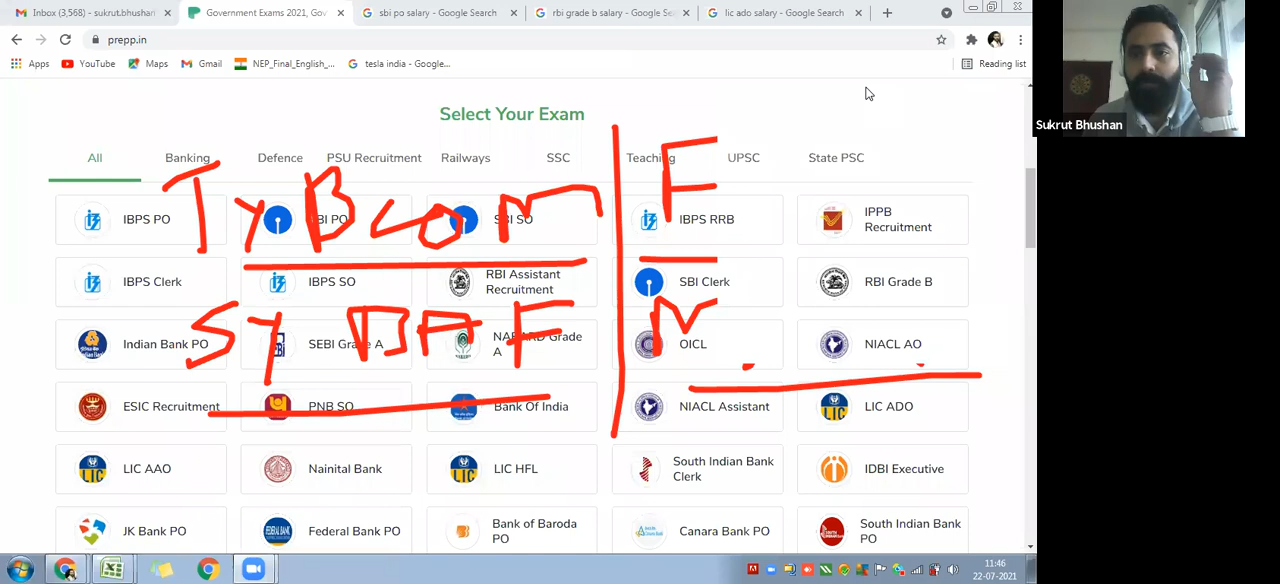 Inbox (3,568) - sukrut.bhushan
Government Exams 2021, Gov
sbi po salary - Google Search
rbi grade b salary - Google Search
lic ado salary - Google Search
prepp.in
Apps YouTube Maps Gmail NEP_Final_English_... tesla india - Google... Reading list
Sukrut Bhushan
Select Your Exam
All Banking Defence PSU Recruitment Railways SSC Teaching UPSC State PSC
TyBcom F
IBPS PO SBI PO SBI SO IBPS RRB IPPB Recruitment
IBPS Clerk IBPS SO RBI Assistant Recruitment SBI Clerk RBI Grade B
SY BAF M
Indian Bank PO SEBI Grade A NABARD Grade A OICL NIACL AO
ESIC Recruitment PNB SO Bank Of India NIACL Assistant LIC ADO
LIC AAO Nainital Bank LIC HFL South Indian Bank Clerk IDBI Executive
JK Bank PO Federal Bank PO Bank of Baroda PO Canara Bank PO South Indian Bank PO
11:46
22-07-2021